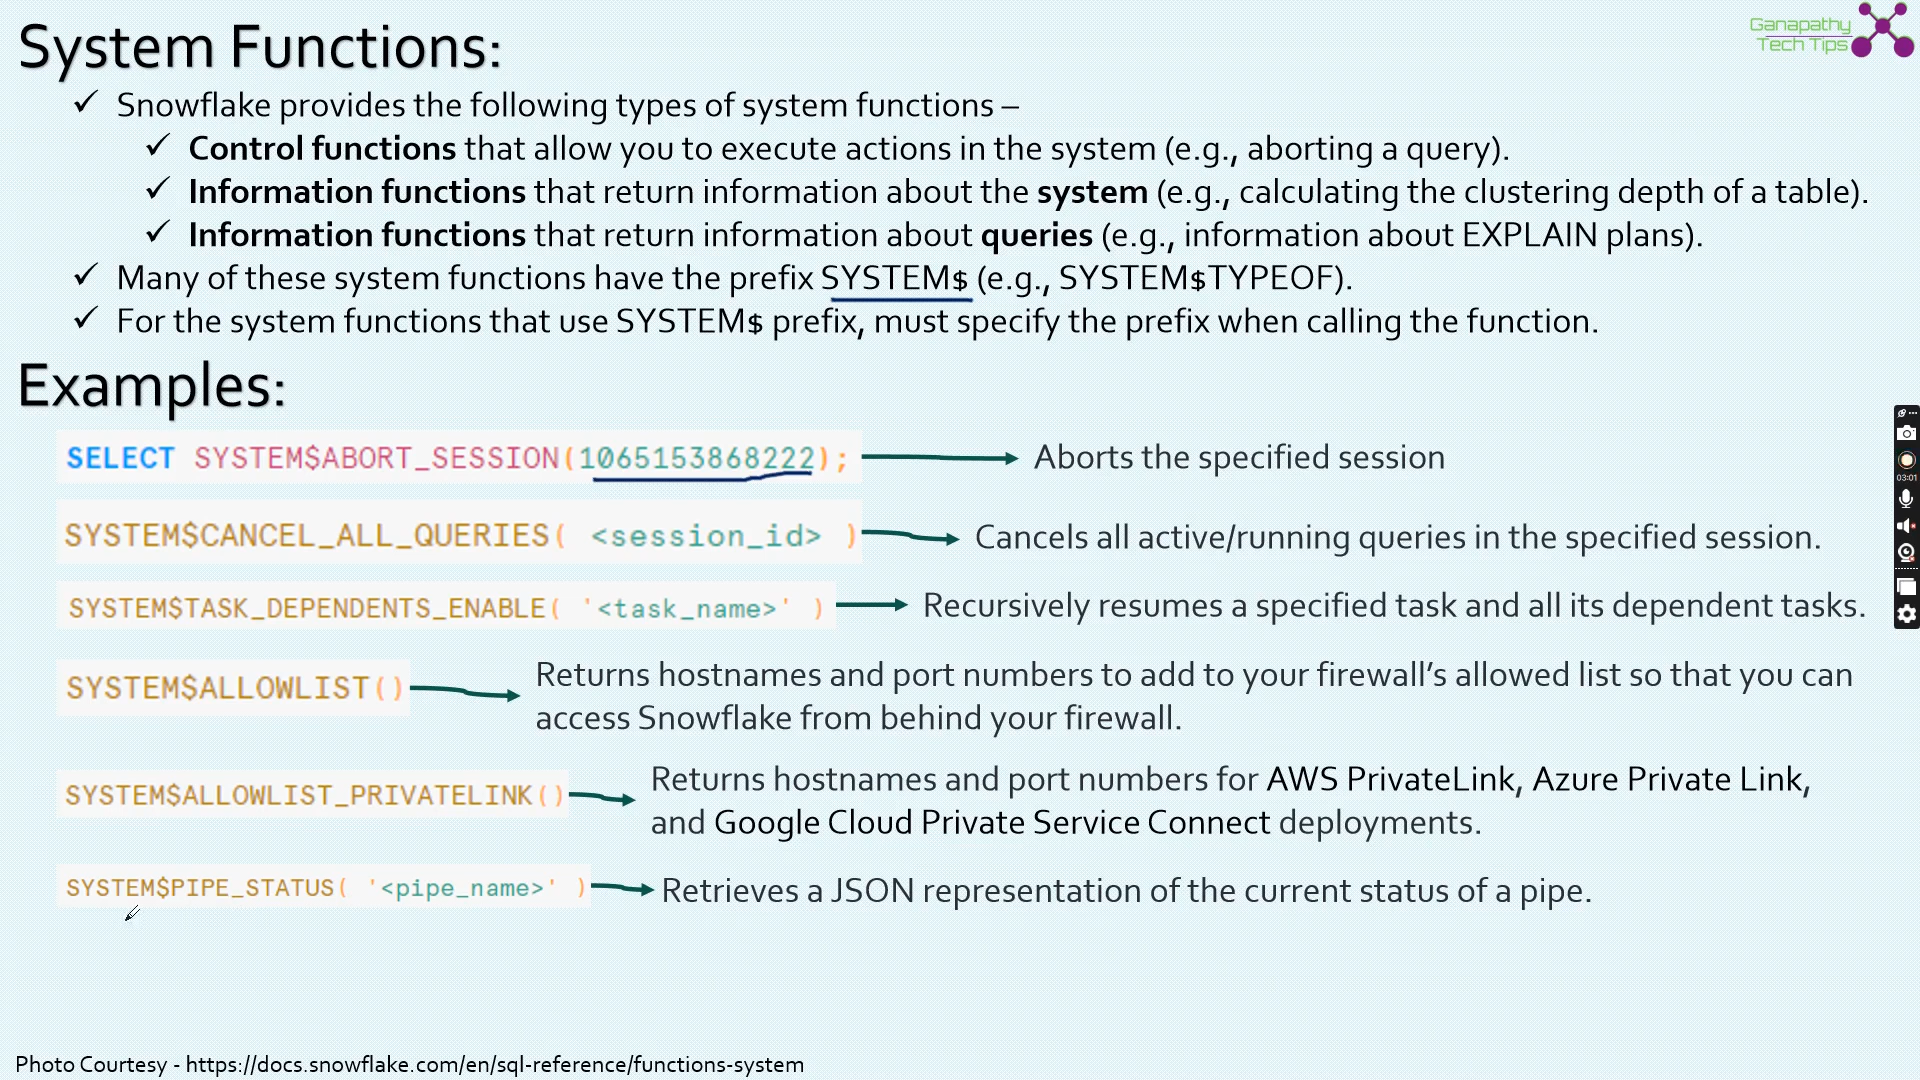 System Functions:
Ganapathy
Tech Tips
Snowflake provides the following types of system functions –
Control functions that allow you to execute actions in the system (e.g., aborting a query).
Information functions that return information about the system (e.g., calculating the clustering depth of a table).
Information functions that return information about queries (e.g., information about EXPLAIN plans).
Many of these system functions have the prefix SYSTEM$ (e.g., SYSTEM$TYPEOF).
For the system functions that use SYSTEM$ prefix, must specify the prefix when calling the function.
Examples:
SELECT SYSTEM$ABORT_SESSION(1065153868222);
Aborts the specified session
SYSTEM$CANCEL_ALL_QUERIES( <session_id> )
Cancels all active/running queries in the specified session.
SYSTEM$TASK_DEPENDENTS_ENABLE( '<task_name>' )
Recursively resumes a specified task and all its dependent tasks.
SYSTEM$ALLOWLIST()
Returns hostnames and port numbers to add to your firewall’s allowed list so that you can
access Snowflake from behind your firewall.
SYSTEM$ALLOWLIST_PRIVATELINK()
Returns hostnames and port numbers for AWS PrivateLink, Azure Private Link,
and Google Cloud Private Service Connect deployments.
SYSTEM$PIPE_STATUS( '<pipe_name>' )
Retrieves a JSON representation of the current status of a pipe.
03:01
Photo Courtesy - https://docs.snowflake.com/en/sql-reference/functions-system